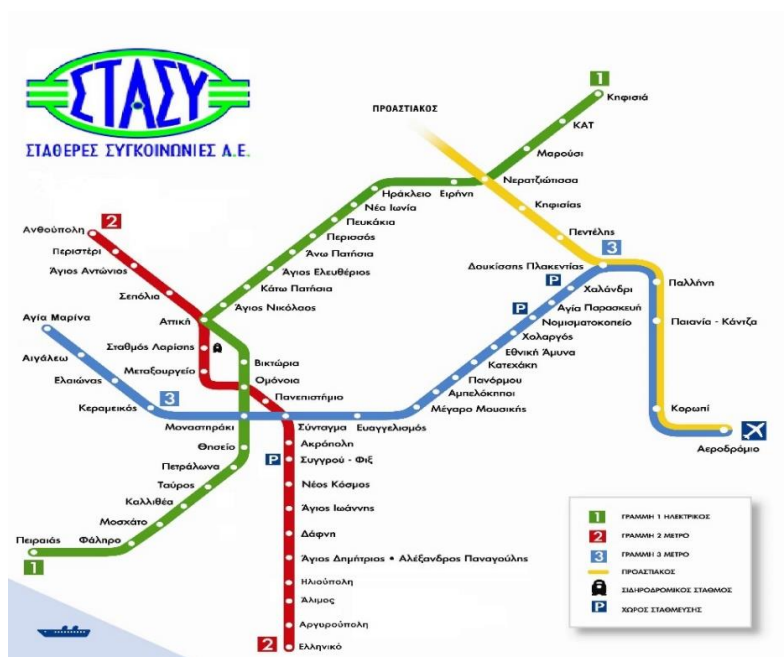 ΣΤΑΣΥ
ΣΤΑΘΕΡΕΣ ΣΥΓΚΟΙΝΩΝΙΕΣ Α.Ε.
ΠΡΟΑΣΤΙΑΚΟΣ
1
Κηφισιά
ΚΑΤ
Μαρούσι
Νερατζιώτισσα
Ειρήνη
Ηράκλειο
Νέα Ιωνία
Πευκάκια
Περισσός
Άνω Πατήσια
Άγιος Ελευθέριος
Κάτω Πατήσια
Άγιος Νικόλαος
Κηφισίας
Πεντέλης
3
Δουκίσσης Πλακεντίας
Παλλήνη
Παιανία - Κάντζα
Κορωπί
Αεροδρόμιο
P
Χαλάνδρι
Αγία Παρασκευή
P
Νομισματοκοπείο
Χολαργός
Εθνική Άμυνα
Κατεχάκη
Πανόρμου
Αμπελόκηποι
Μέγαρο Μουσικής
Ευαγγελισμός
Σύνταγμα
2
Ανθούπολη
Περιστέρι
Άγιος Αντώνιος
Σεπόλια
Αττική
Σταθμός Λαρίσης
Μεταξουργείο
Βικτώρια
Ομόνοια
Πανεπιστήμιο
Αγία Μαρίνα
Αιγάλεω
Ελαιώνας
Κεραμεικός
3
Μοναστηράκι
Θησείο
Πετράλωνα
Ταύρος
Καλλιθέα
Μοσχάτο
Φάληρο
Πειραιάς
1
Ακρόπολη
P
Συγγρού - Φιξ
Νέος Κόσμος
Άγιος Ιωάννης
Δάφνη
Άγιος Δημήτριος • Αλέξανδρος Παναγούλης
Ηλιούπολη
Άλιμος
Αργυρούπολη
2
Ελληνικό
1 ΓΡΑΜΜΗ 1 ΗΛΕΚΤΡΙΚΟΣ
2 ΓΡΑΜΜΗ 2 ΜΕΤΡΟ
3 ΓΡΑΜΜΗ 3 ΜΕΤΡΟ
ΠΡΟΑΣΤΙΑΚΟΣ
ΣΙΔΗΡΟΔΡΟΜΙΚΟΣ ΣΤΑΘΜΟΣ
P ΧΩΡΟΣ ΣΤΑΘΜΕΥΣΗΣ